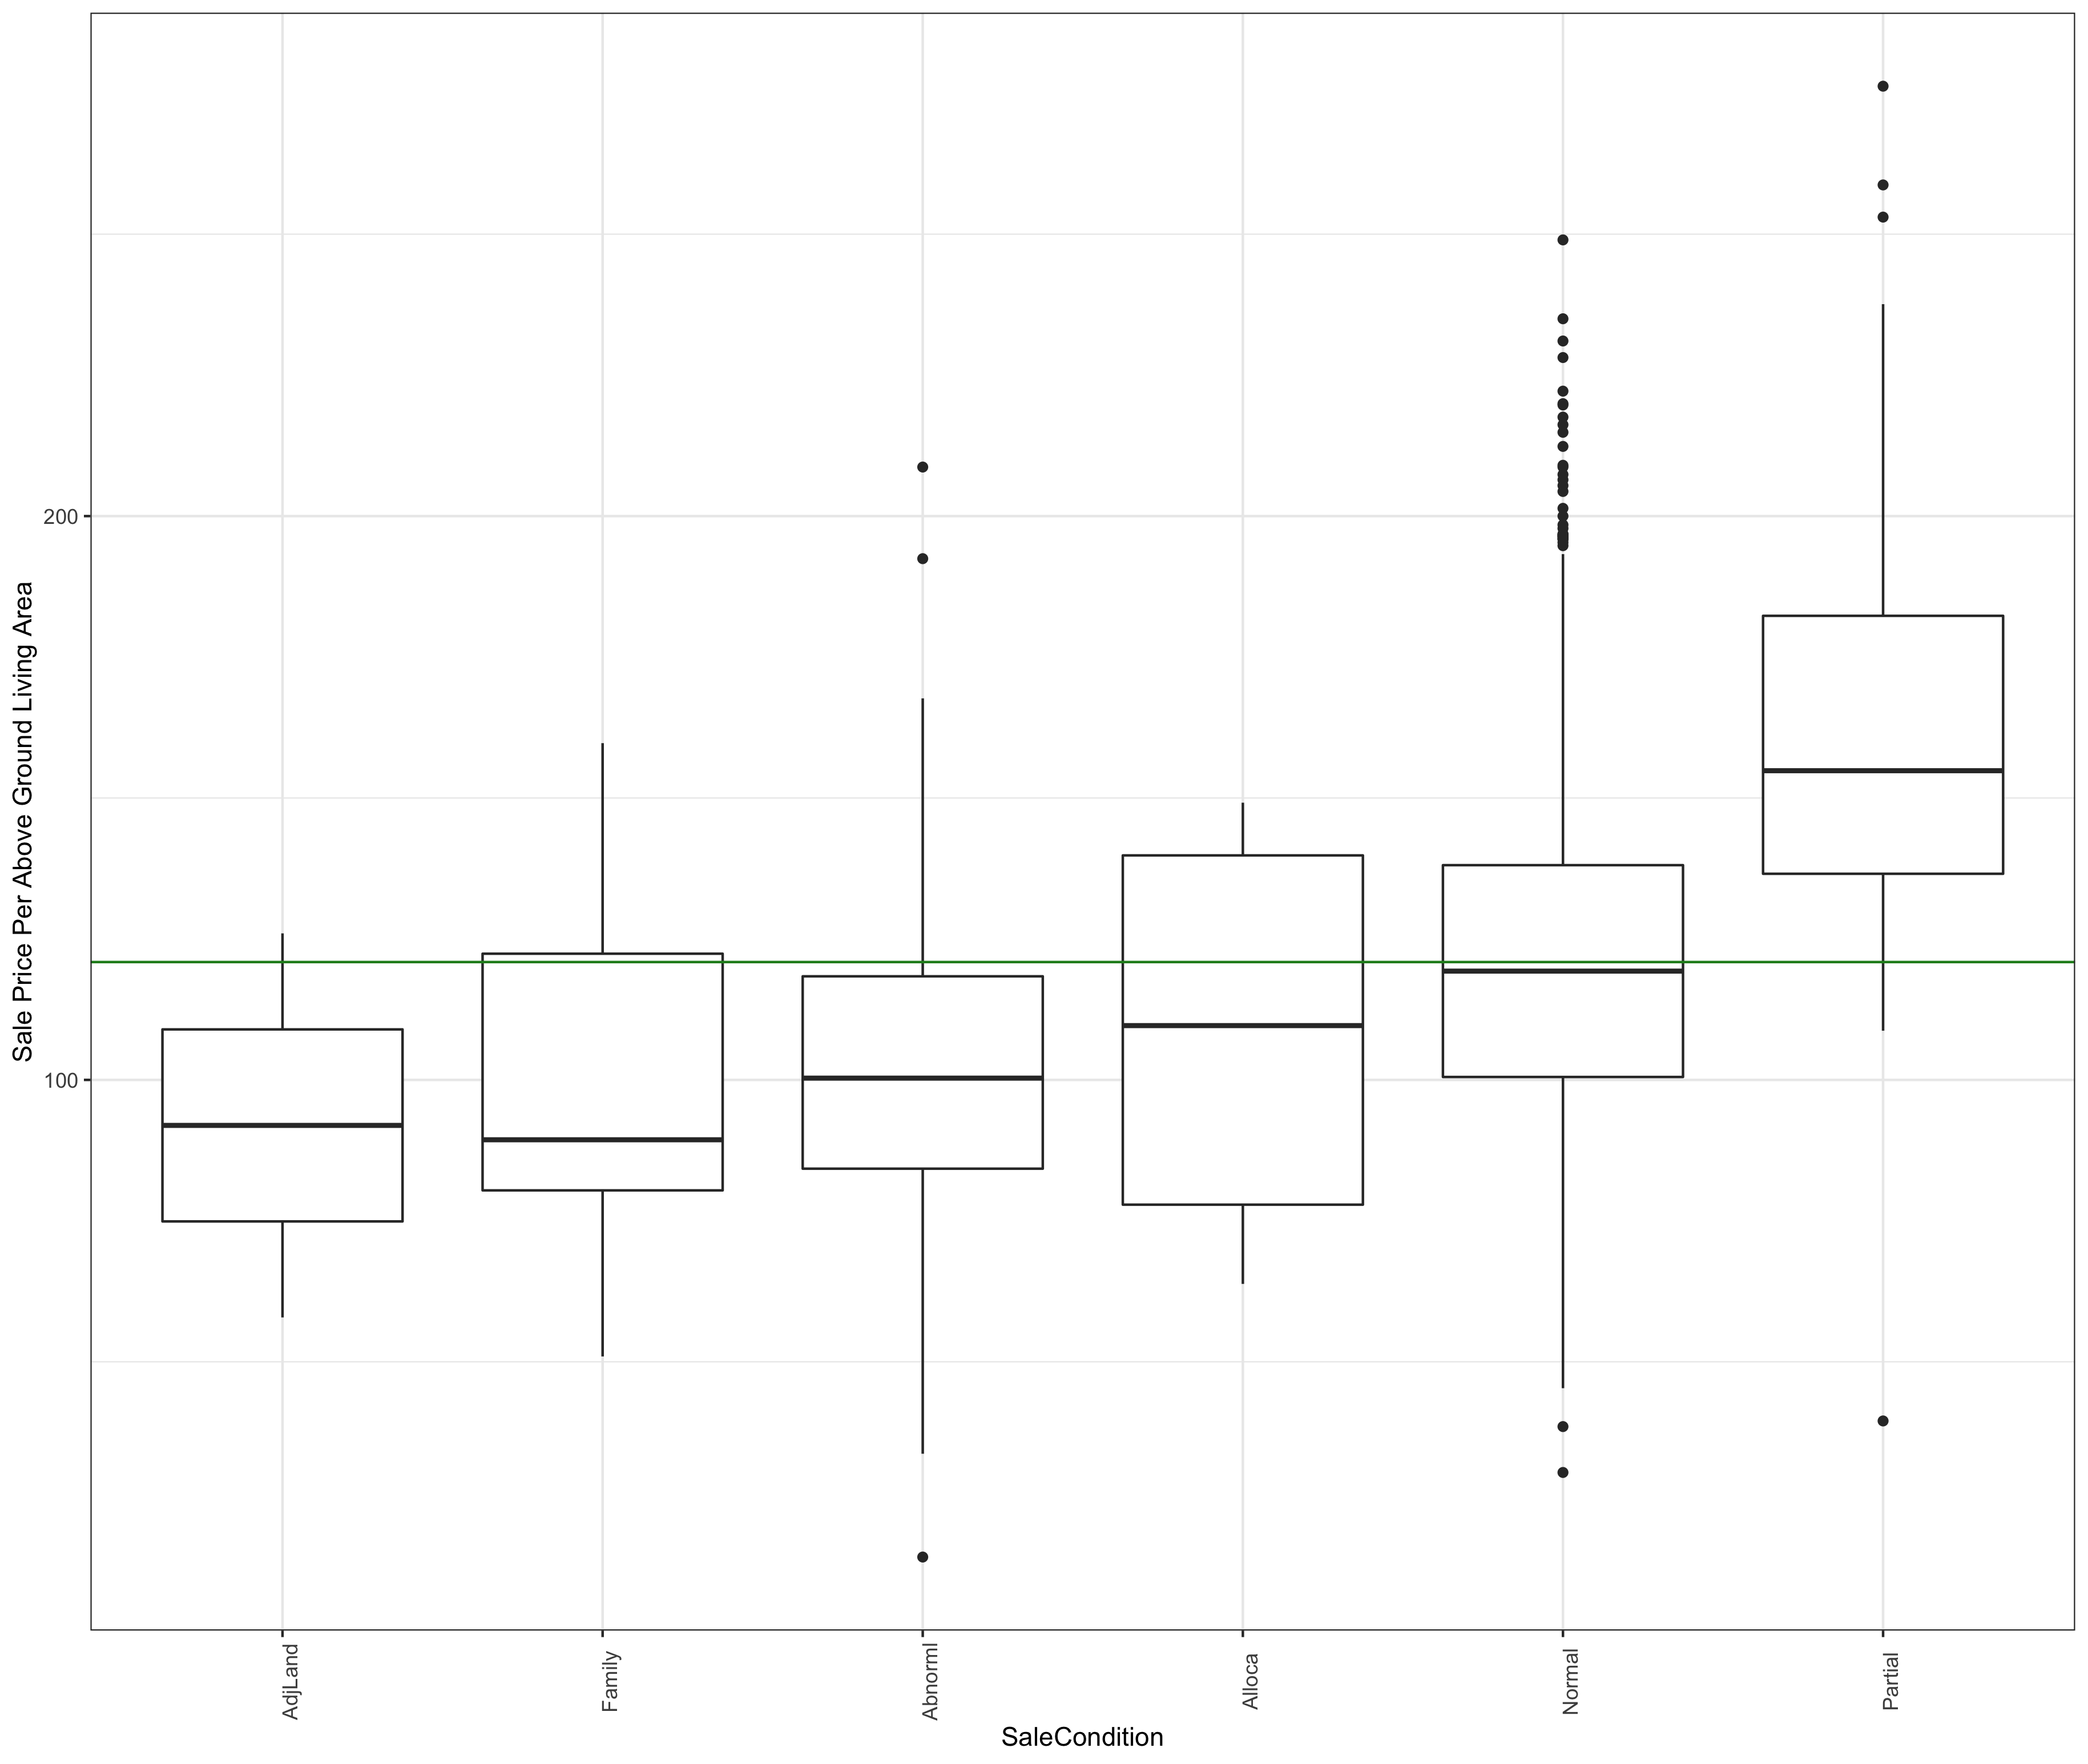 Sale Price Per Above Ground Living Area
200
100
AdjLand
Family
Abnorml
Alloca
Normal
Partial
SaleCondition